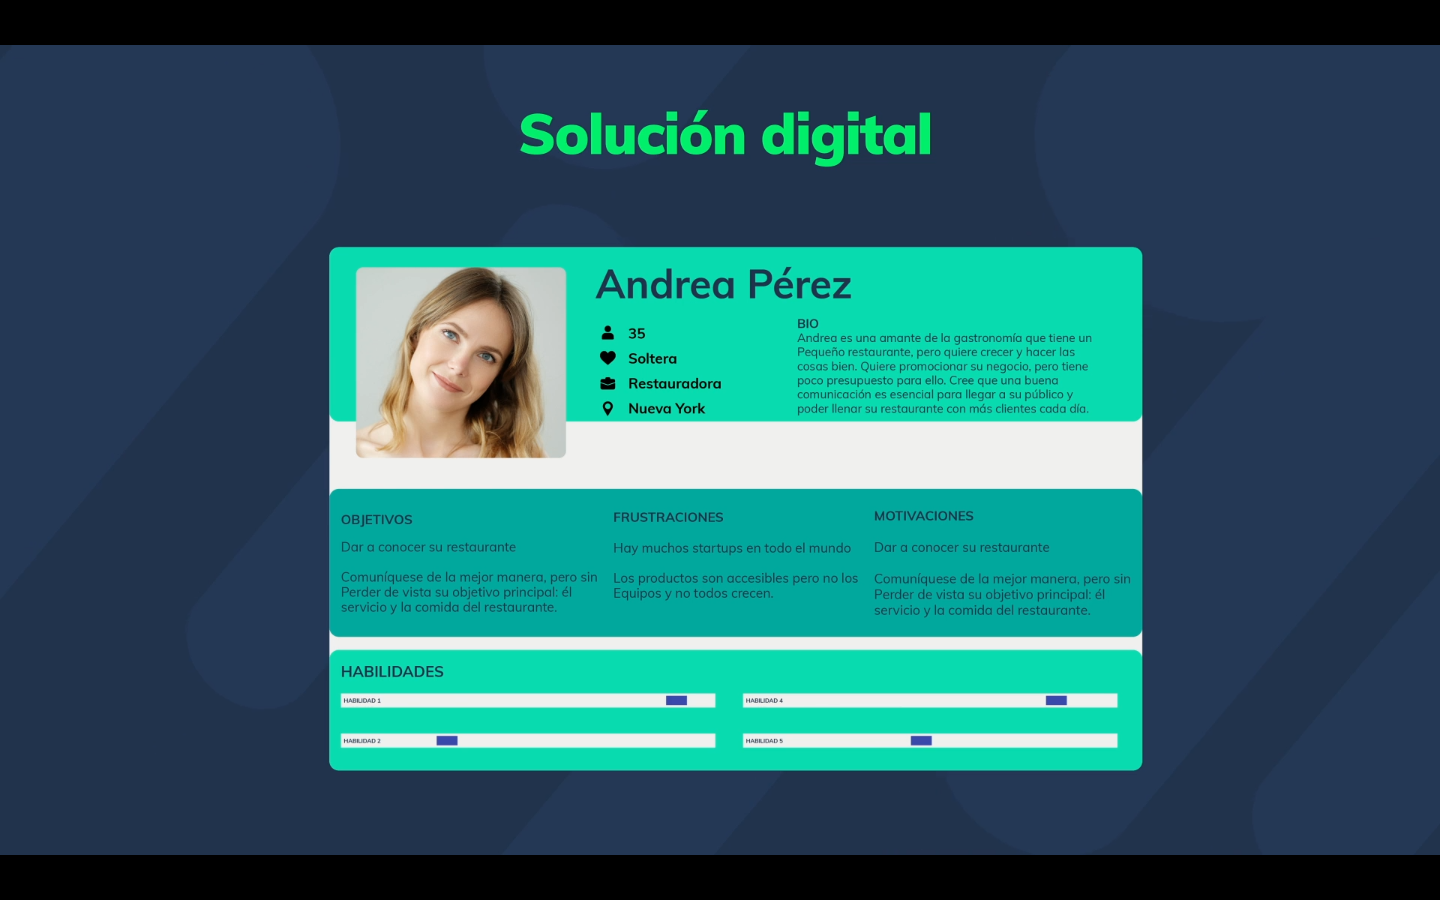 Solución digital
Andrea Pérez
35
Soltera
Restauradora
Nueva York
BIO
Andrea es una amante de la gastronomía que tiene un
Pequeño restaurante, pero quiere crecer y hacer las
cosas bien. Quiere promocionar su negocio, pero tiene
poco presupuesto para ello. Cree que una buena
comunicación es esencial para llegar a su público y
poder llenar su restaurante con más clientes cada día.
OBJETIVOS
Dar a conocer su restaurante
Comuníquese de la mejor manera, pero sin
Perder de vista su objetivo principal: él
servicio y la comida del restaurante.
FRUSTRACIONES
Hay muchos startups en todo el mundo
Los productos son accesibles pero no los
Equipos y no todos crecen.
MOTIVACIONES
Dar a conocer su restaurante
Comuníquese de la mejor manera, pero sin
Perder de vista su objetivo principal: él
servicio y la comida del restaurante.
HABILIDADES
HABILIDAD 1
HABILIDAD 4
HABILIDAD 2
HABILIDAD 5